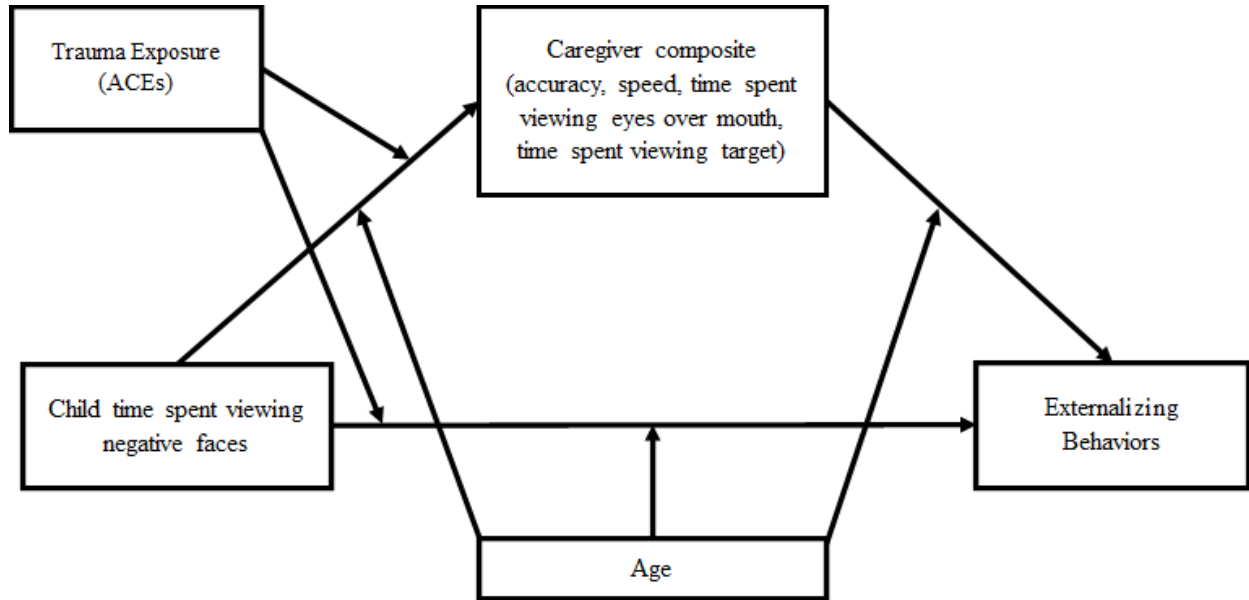 Trauma Exposure
(ACEs)
Caregiver composite
(accuracy, speed, time spent
viewing eyes over mouth,
time spent viewing target)
Child time spent viewing
negative faces
Externalizing
Behaviors
Age